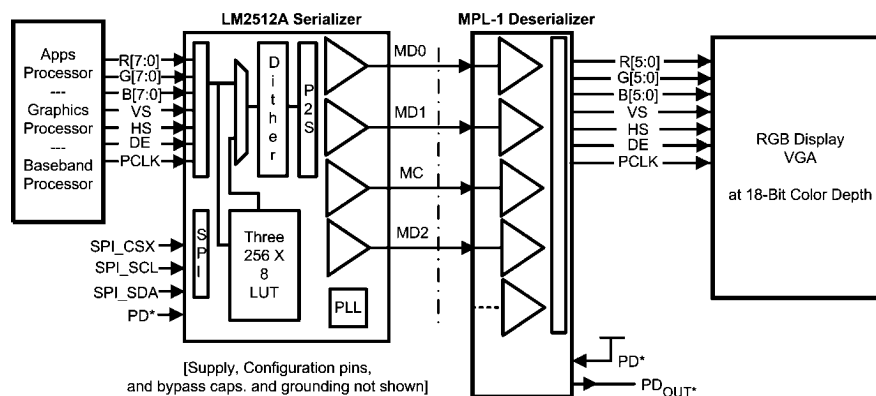 LM2512A Serializer
MPL-1 Deserializer
Apps
Processor
---
Graphics
Processor
---
Baseband
Processor
R[7:0]
G[7:0]
B[7:0]
VS
HS
DE
PCLK
SPI_CSX
SPI_SCL
SPI_SDA
PD*
SPI
Dither
P2S
Three
256 X
8
LUT
PLL
MD0
MD1
MC
MD2
R[5:0]
G[5:0]
B[5:0]
VS
HS
DE
PCLK
RGB Display
VGA
at 18-Bit Color Depth
PD*
PDOUT*
[Supply, Configuration pins,
and bypass caps. and grounding not shown]